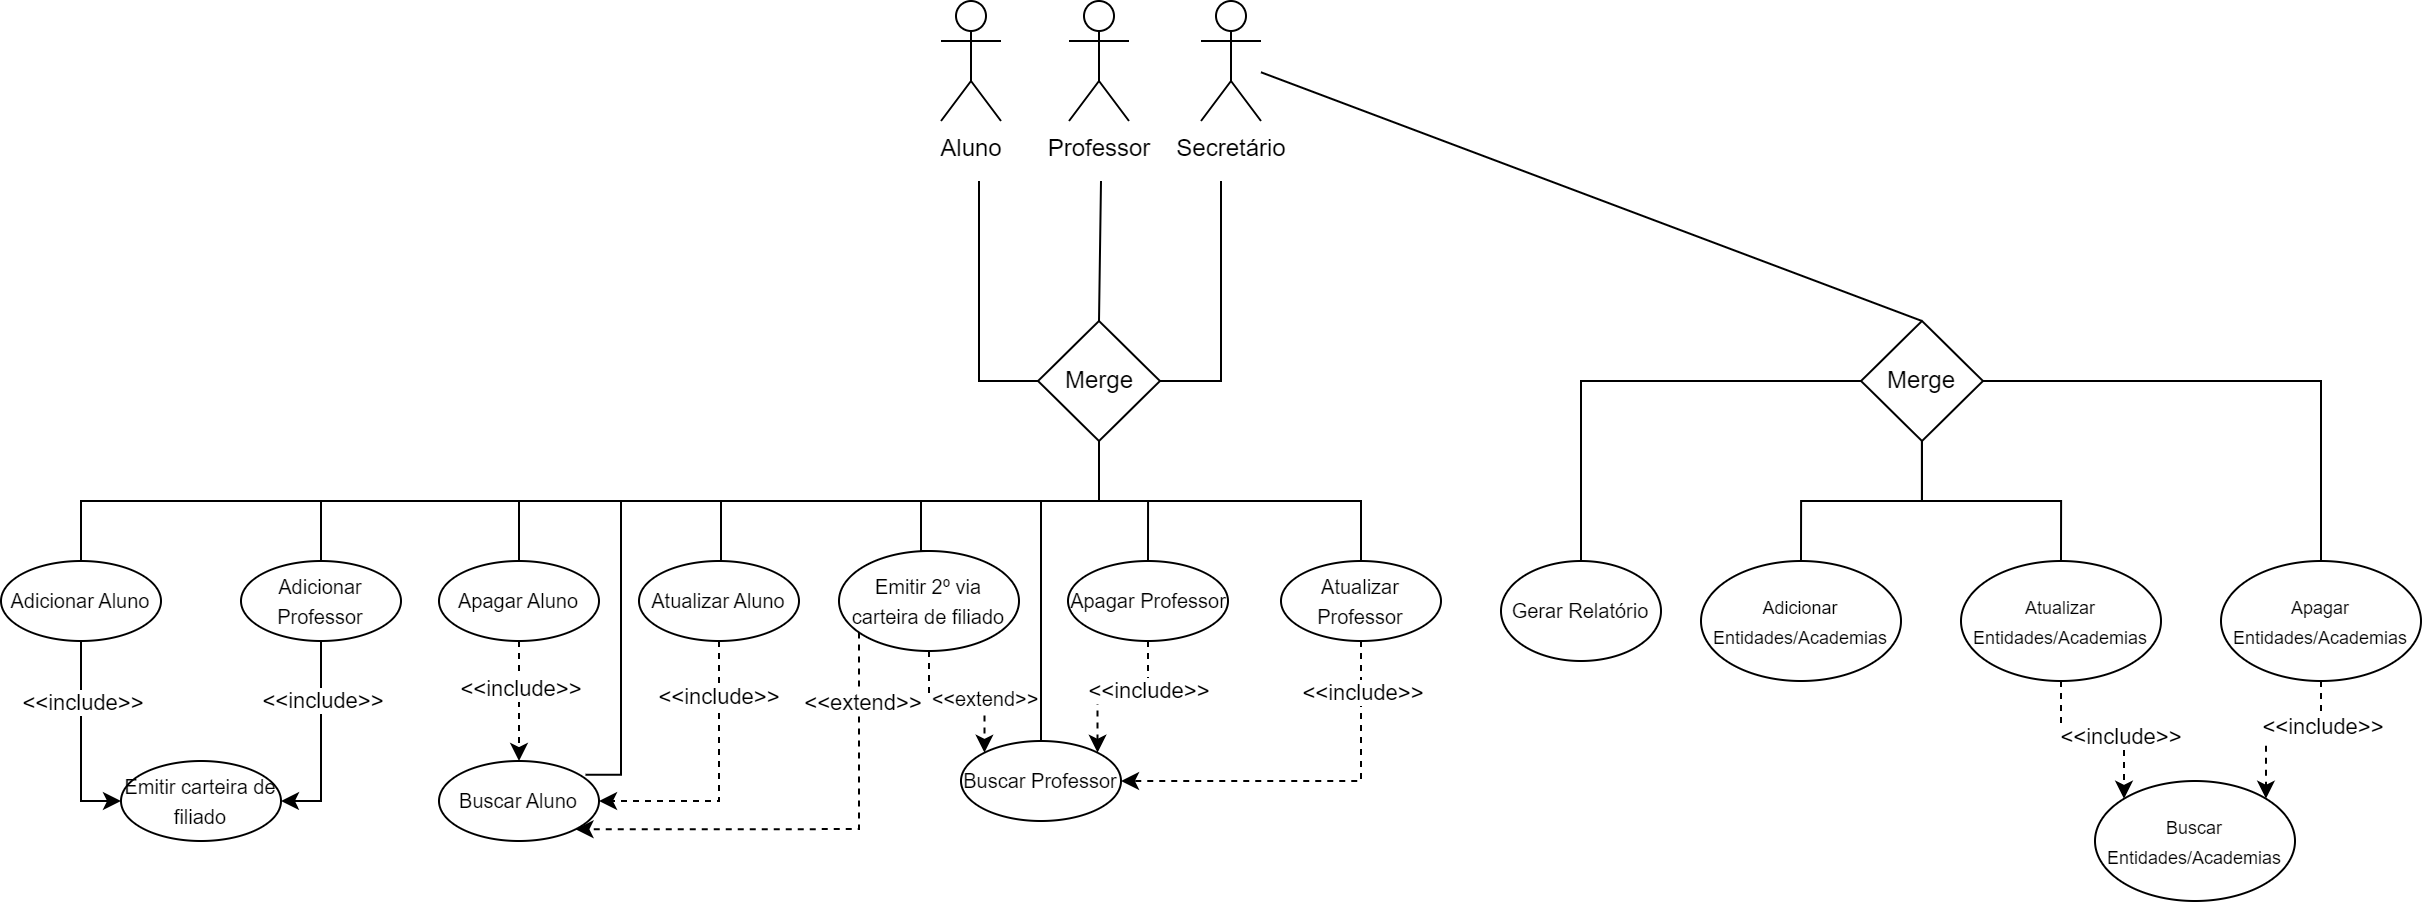 Aluno
Professor
Secretário
Merge
Merge
Adicionar Aluno
Adicionar
Professor
Apagar Aluno
Atualizar Aluno
Emitir 2º via
carteira de filiado
Apagar Professor
Atualizar
Professor
Gerar Relatório
Adicionar
Entidades/Academias
Atualizar
Entidades/Academias
Apagar
Entidades/Academias
<<include>>
<<include>>
<<include>>
<<include>>
<<extend>>
<<extend>>
<<include>>
<<include>>
<<include>>
<<include>>
Emitir carteira de
filiado
Buscar Aluno
Buscar Professor
Buscar
Entidades/Academias